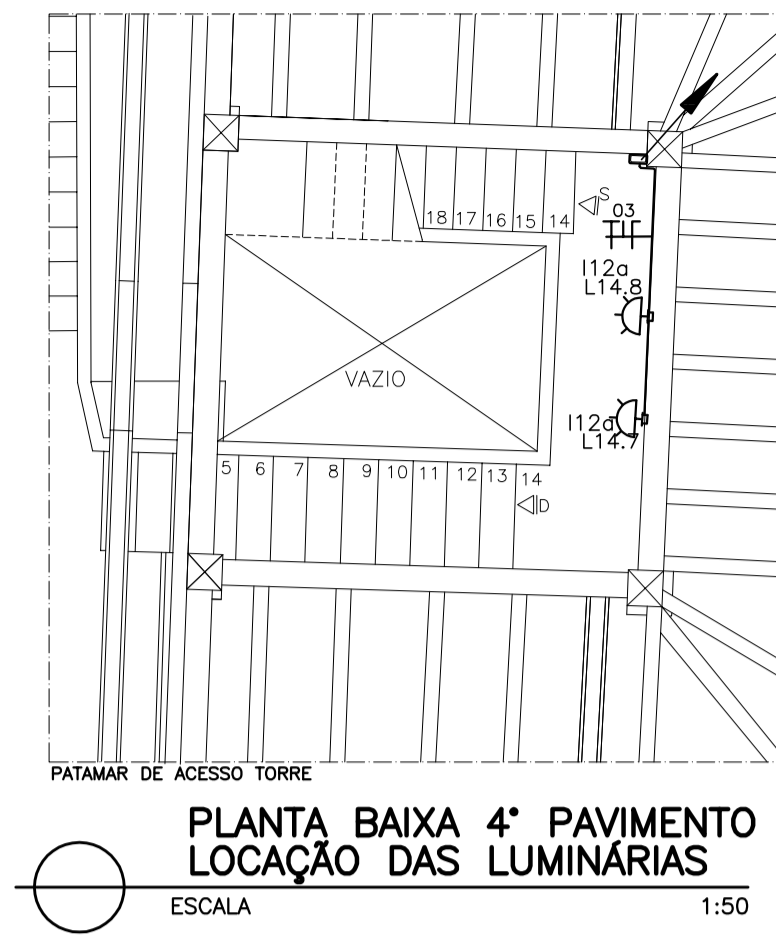 18 17 16 15 14
S
03
I12a
L14.8
VAZIO
I12a
L14.7
5 6 7 8 9 10 11 12 13 14
D
PATAMAR DE ACESSO TORRE
PLANTA BAIXA 4° PAVIMENTO
LOCAÇÃO DAS LUMINÁRIAS
ESCALA 1:50